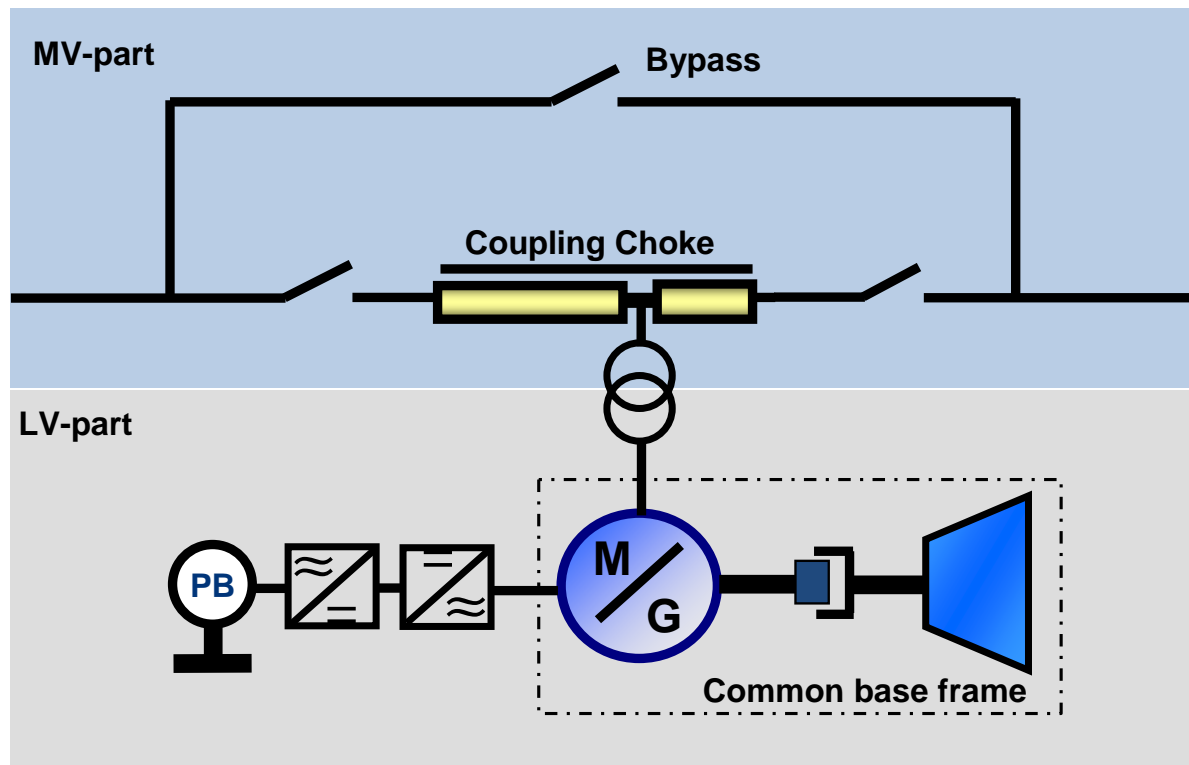 MV-part
Bypass
Coupling Choke
LV-part
PB
M
G
Common base frame